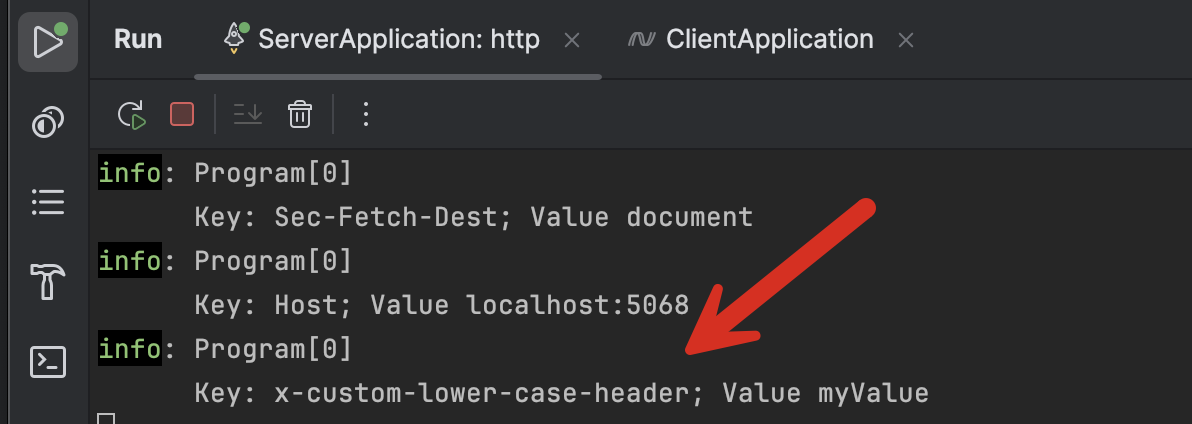 Run ServerApplication: http ClientApplication
info: Program[0]
Key: Sec-Fetch-Dest; Value document
info: Program[0]
Key: Host; Value localhost:5068
info: Program[0]
Key: x-custom-lower-case-header; Value myValue